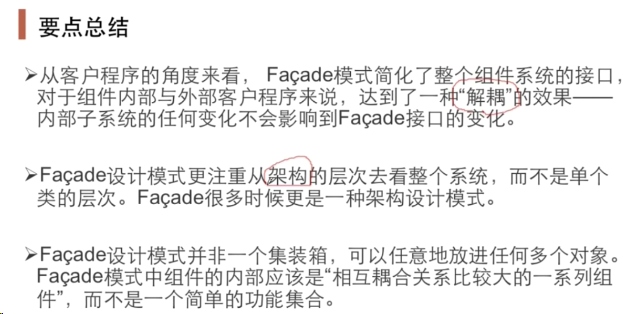 要点总结
➢从客户程序的角度来看， Façade模式简化了整个组件系统的接口，
对于组件内部与外部客户程序来说，达到了一种“解耦”的效果——
内部子系统的任何变化不会影响到Façade接口的变化。
➢Façade设计模式更注重从架构的层次去看整个系统，而不是单个
类的层次。Façade很多时候更是一种架构设计模式。
➢Façade设计模式并非一个集装箱，可以任意地放进任何多个对象。
Façade模式中组件的内部应该是“相互耦合关系比较大的一系列组
件”，而不是一个简单的功能集合。